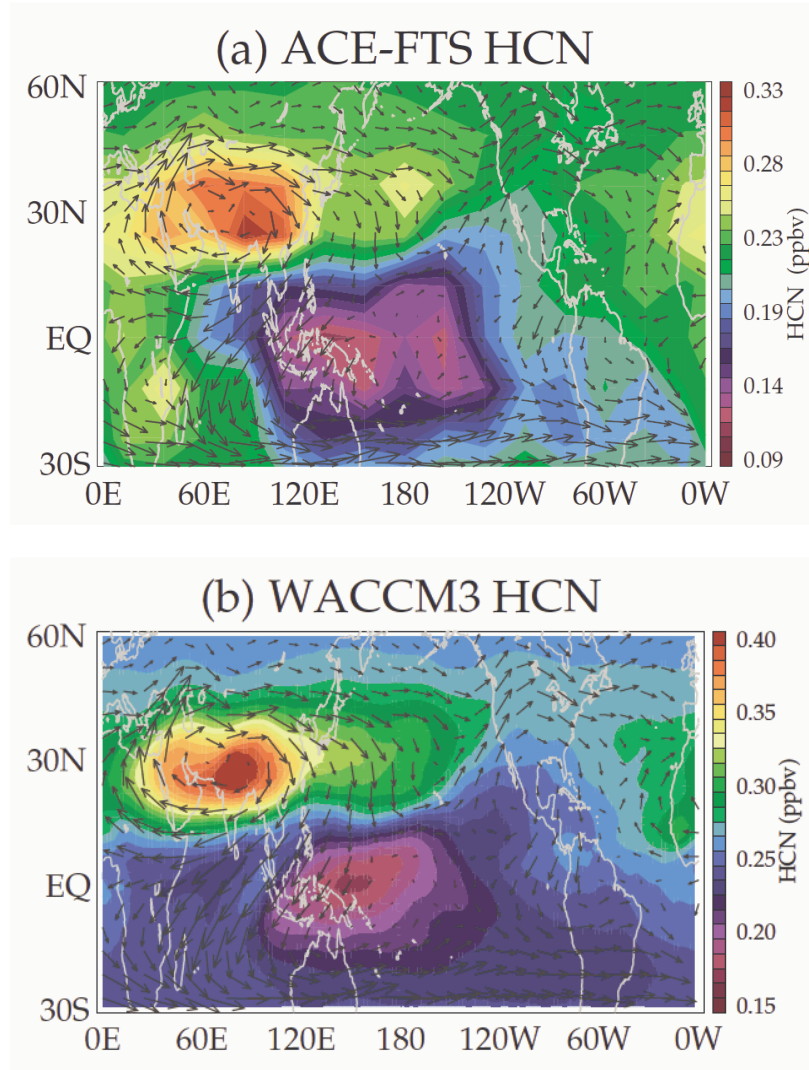 (a) ACE-FTS HCN
60N
30N
EQ
30S
0E 60E 120E 180 120W 60W 0W
0.33
0.28
0.23
0.19
0.14
0.09
HCN (ppbv)
(b) WACCM3 HCN
60N
30N
EQ
30S
0E 60E 120E 180 120W 60W 0W
0.40
0.35
0.30
0.25
0.20
0.15
HCN (ppbv)